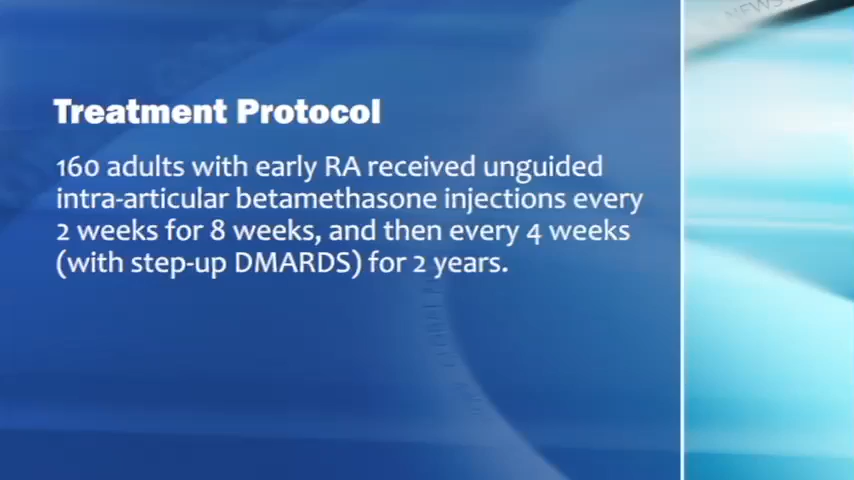 NEWS
Treatment Protocol
160 adults with early RA received unguided
intra-articular betamethasone injections every
2 weeks for 8 weeks, and then every 4 weeks
(with step-up DMARDS) for 2 years.